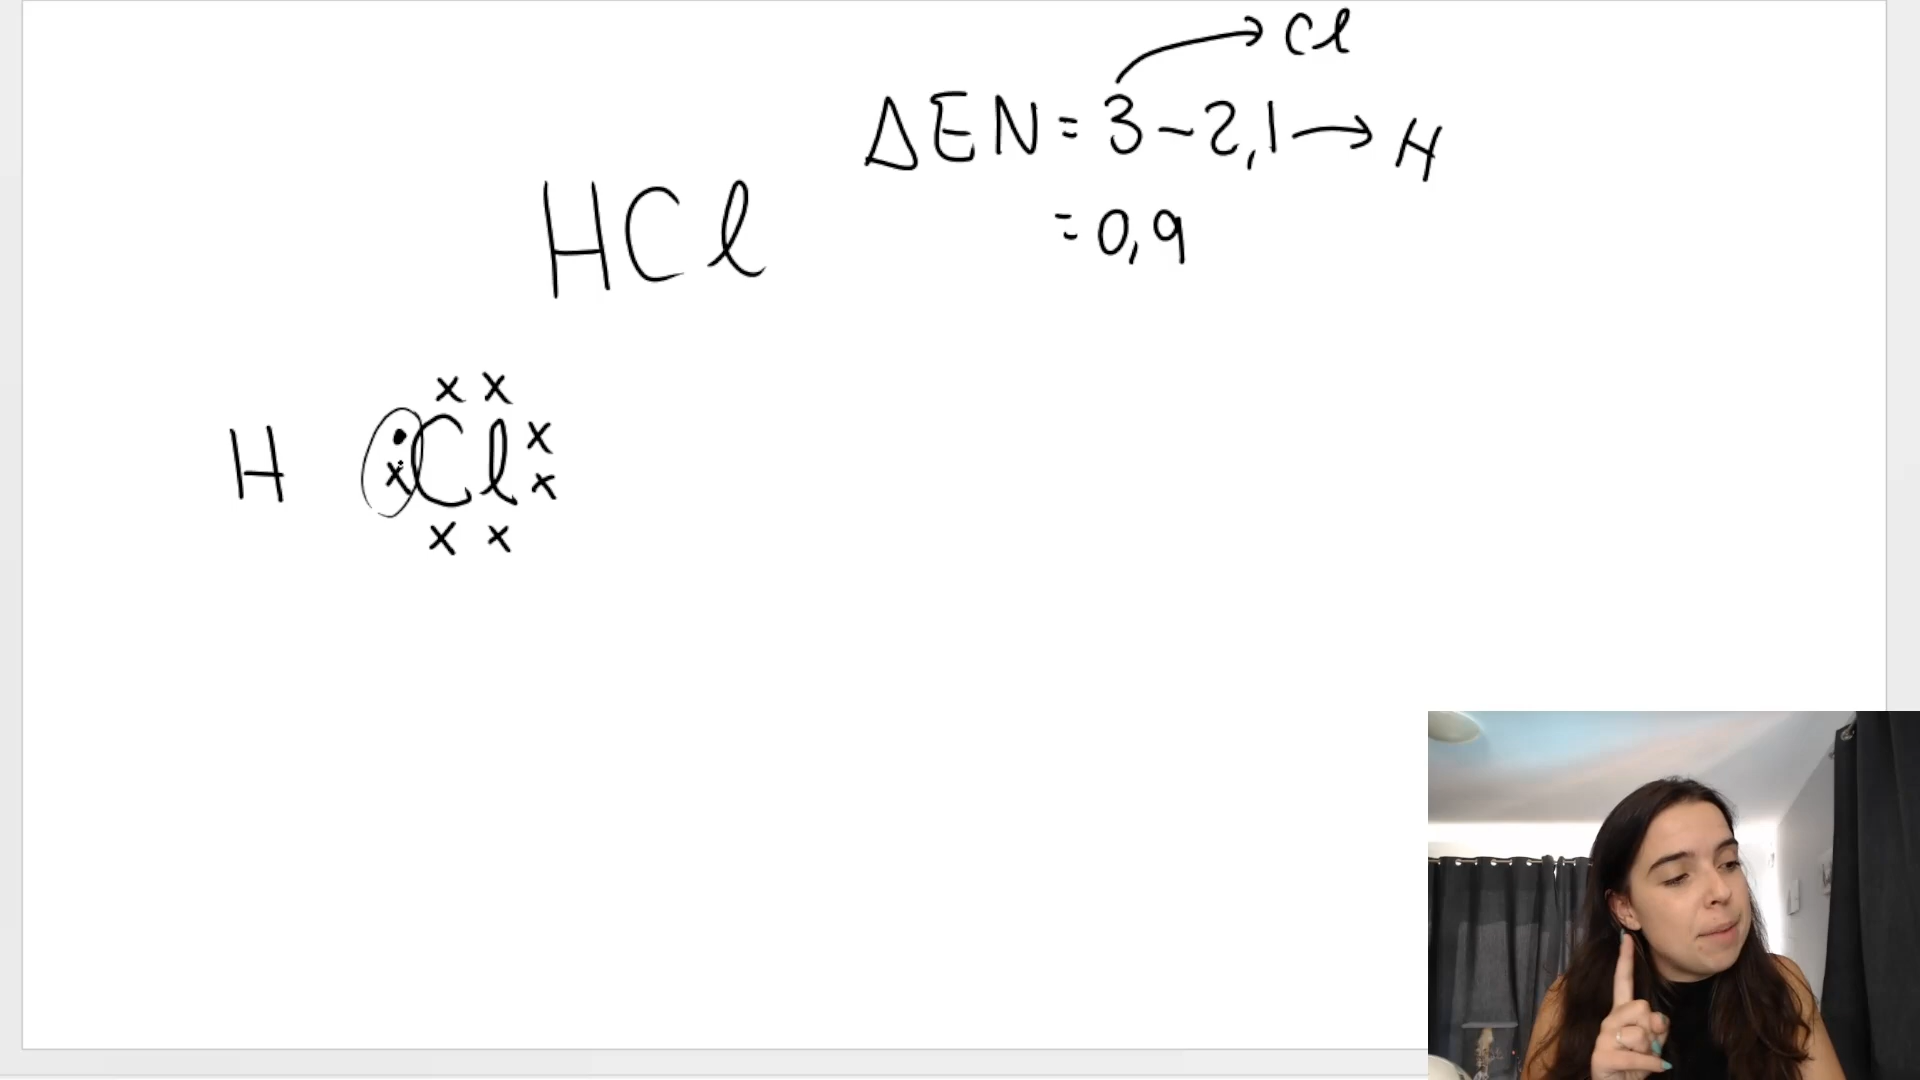 Cl
ΔEN = 3 - 2,1 → H
= 0,9
HCl
x x
H •x Cl x x
x x